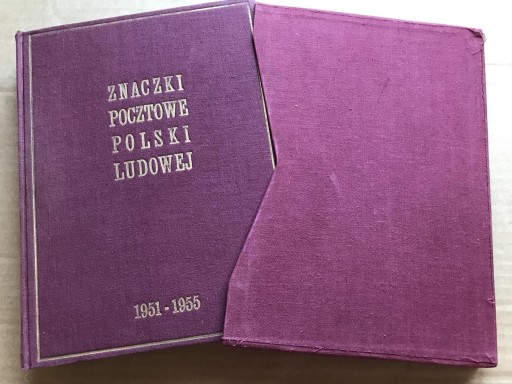 ZNACZKI
POCZTOWE
POLSKI
LUDOWEJ
1951-1955